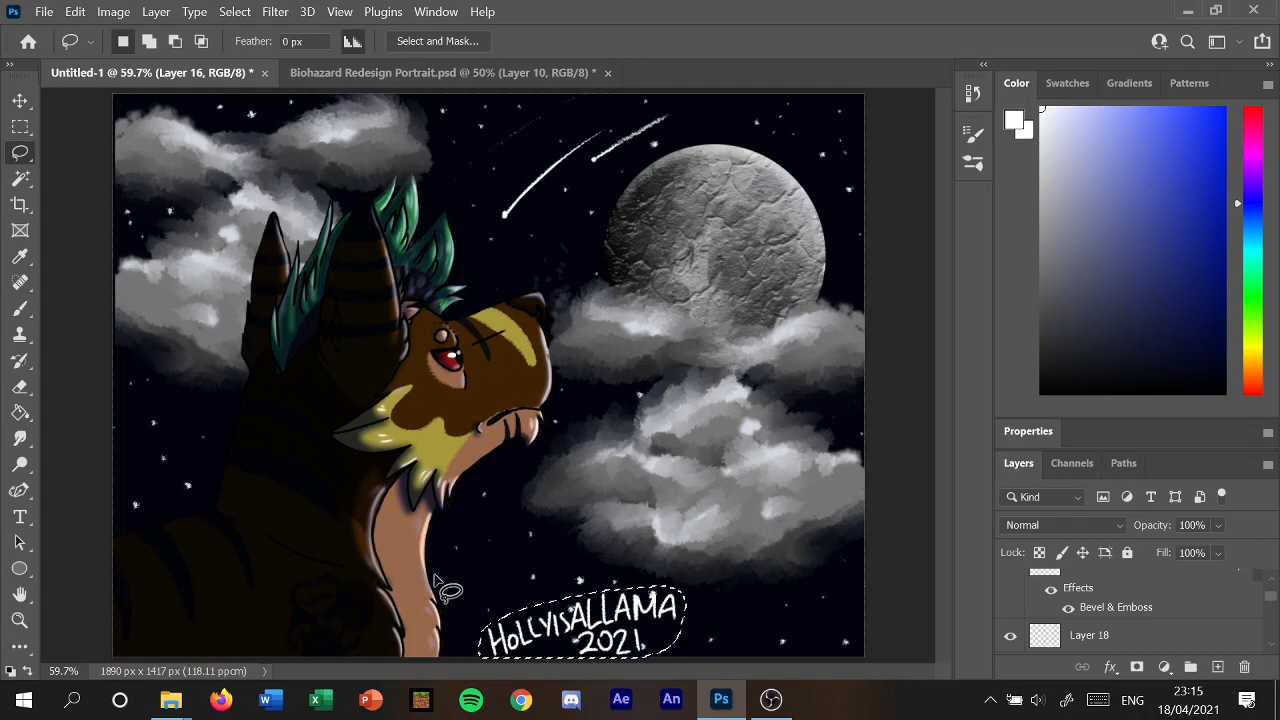 Ps File Edit Image Layer Type Select Filter 3D View Plugins Window Help
Feather: 0 px Select and Mask...
Untitled-1 @ 59.7% (Layer 16, RGB/8) * Biohazard Redesign Portrait.psd @ 50% (Layer 10, RGB/8) *
Color Swatches Gradients Patterns
HOLLYISALLAMA
2021.
Properties
Layers Channels Paths
Kind
Normal Opacity: 100%
Lock: Fill: 100%
Effects
Bevel & Emboss
Layer 18
59.7% 1890 px x 1417 px (118.11 ppcm)
W X P Ae An Ps ENG 23:15
18/04/2021